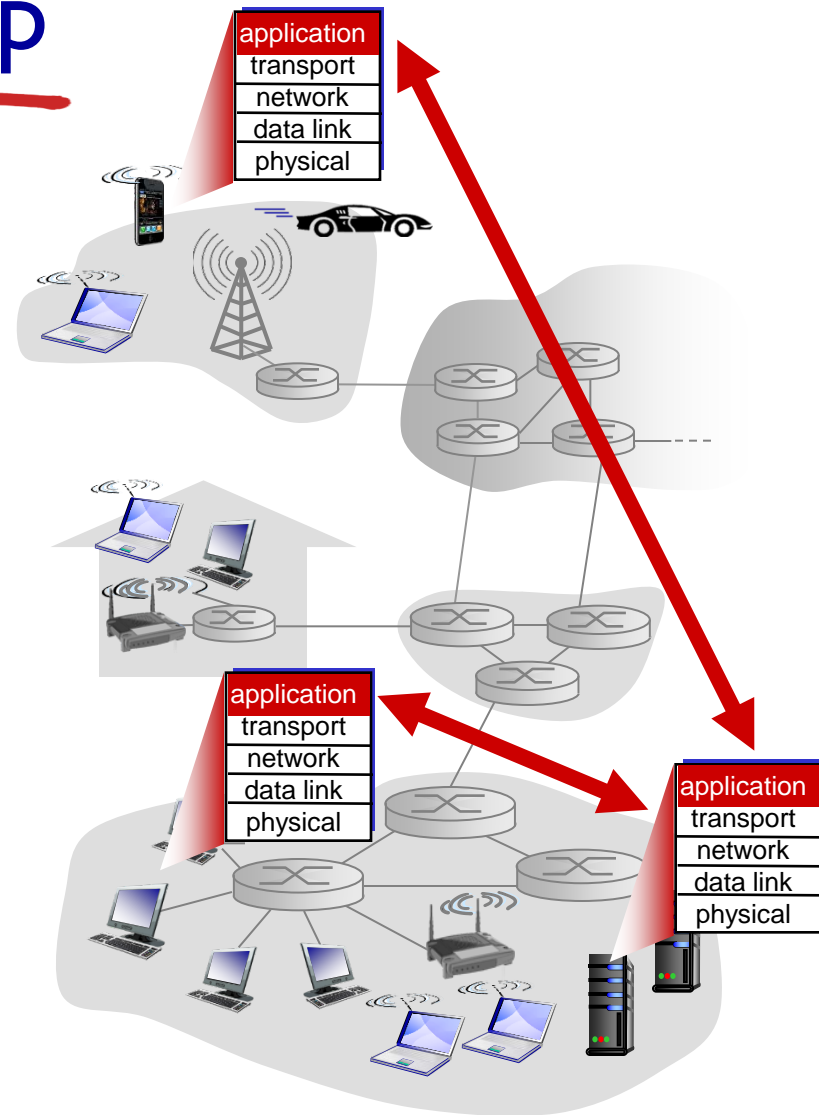 p
application
transport
network
data link
physical
application
transport
network
data link
physical
application
transport
network
data link
physical